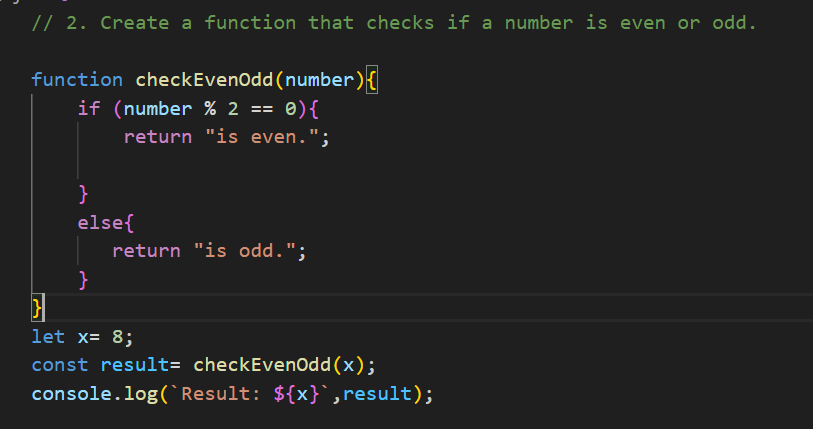 // 2. Create a function that checks if a number is even or odd.
function checkEvenOdd(number){
    if (number % 2 == 0){
        return "is even.";
    }
    else{
       return "is odd.";
    }
}
let x= 8;
const result= checkEvenOdd(x);
console.log(`Result: ${x}`,result);